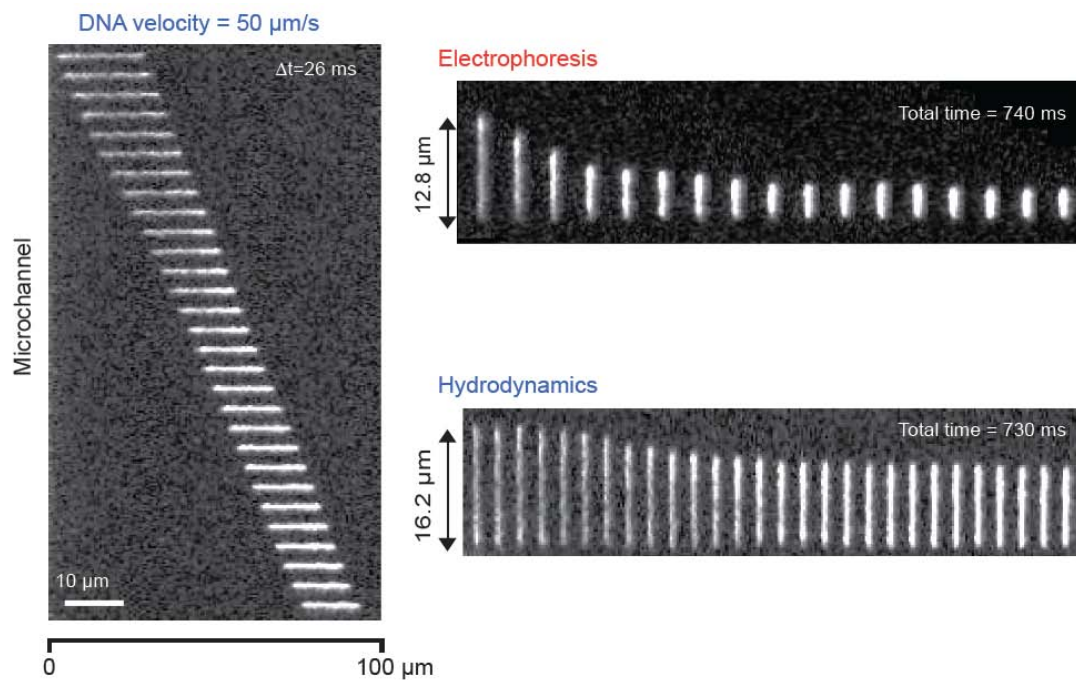 DNA velocity = 50 µm/s
Δt=26 ms
Microchannel
10 µm
0
100 µm
Electrophoresis
Total time = 740 ms
12.8 µm
Hydrodynamics
Total time = 730 ms
16.2 µm